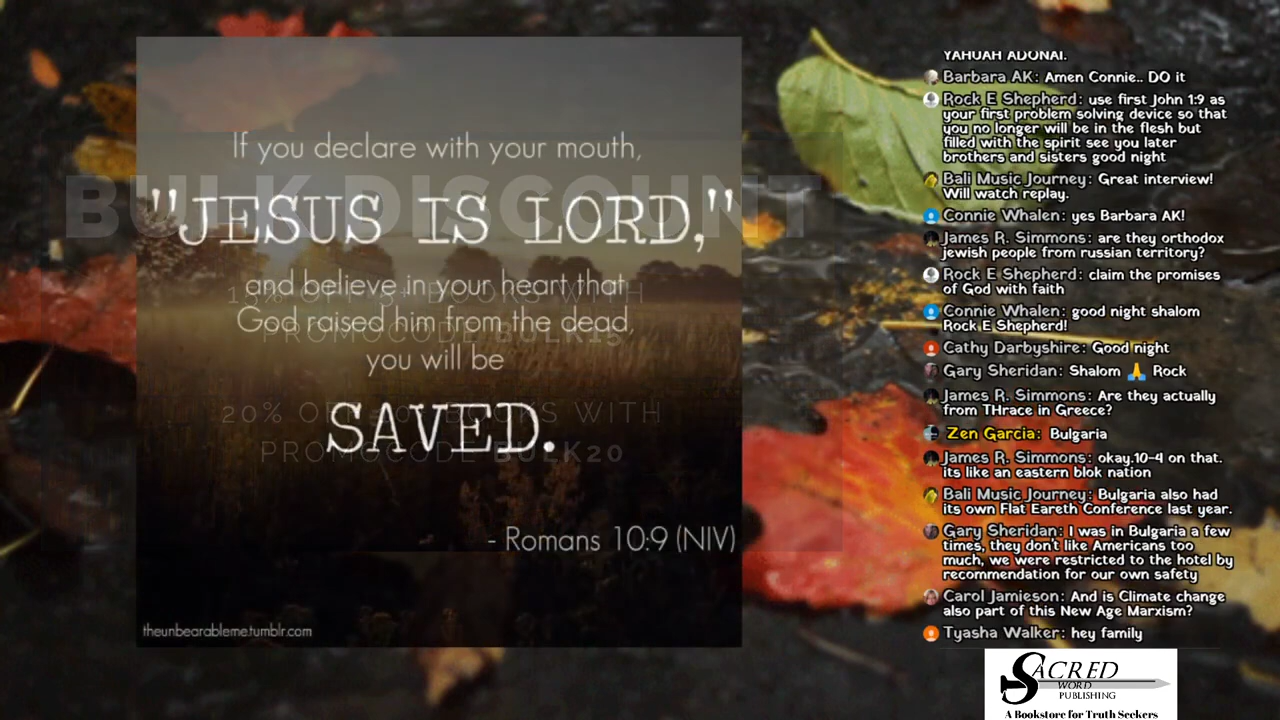 If you declare with your mouth,
"JESUS IS LORD,"
and believe in your heart that
God raised him from the dead,
you will be
SAVED.
- Romans 10:9 (NIV)
theunbearableme.tumblr.com
BULK DISCOUNT
PROMOCODE BULK15
20% OFF WITH
PROMOCODE BULK20
YAHUAH ADONAI.
Barbara AK: Amen Connie.. DO it
Rock E Shepherd: use first John 1:9 as
your first problem solving device so that
you no longer will be in the flesh but
filled with the spirit see you later
brothers and sisters good night
Bali Music Journey: Great interview!
Will watch replay.
Connie Whalen: yes Barbara AK!
James R. Simmons: are they orthodox
jewish people from russian territory?
Rock E Shepherd: claim the promises
of God with faith
Connie Whalen: good night shalom
Rock E Shepherd!
Cathy Darbyshire: Good night
Gary Sheridan: Shalom 🙏 Rock
James R. Simmons: Are they actually
from THrace in Greece?
Zen Garcia: Bulgaria
James R. Simmons: okay.10-4 on that.
its like an eastern blok nation
Bali Music Journey: Bulgaria also had
its own Flat Eareth Conference last year.
Gary Sheridan: I was in Bulgaria a few
times, they don't like Americans too
much, we were restricted to the hotel by
recommendation for our own safety
Carol Jamieson: And is Climate change
also part of this New Age Marxism?
Tyasha Walker: hey family
SACRED
WORD
PUBLISHING
A Bookstore for Truth Seekers